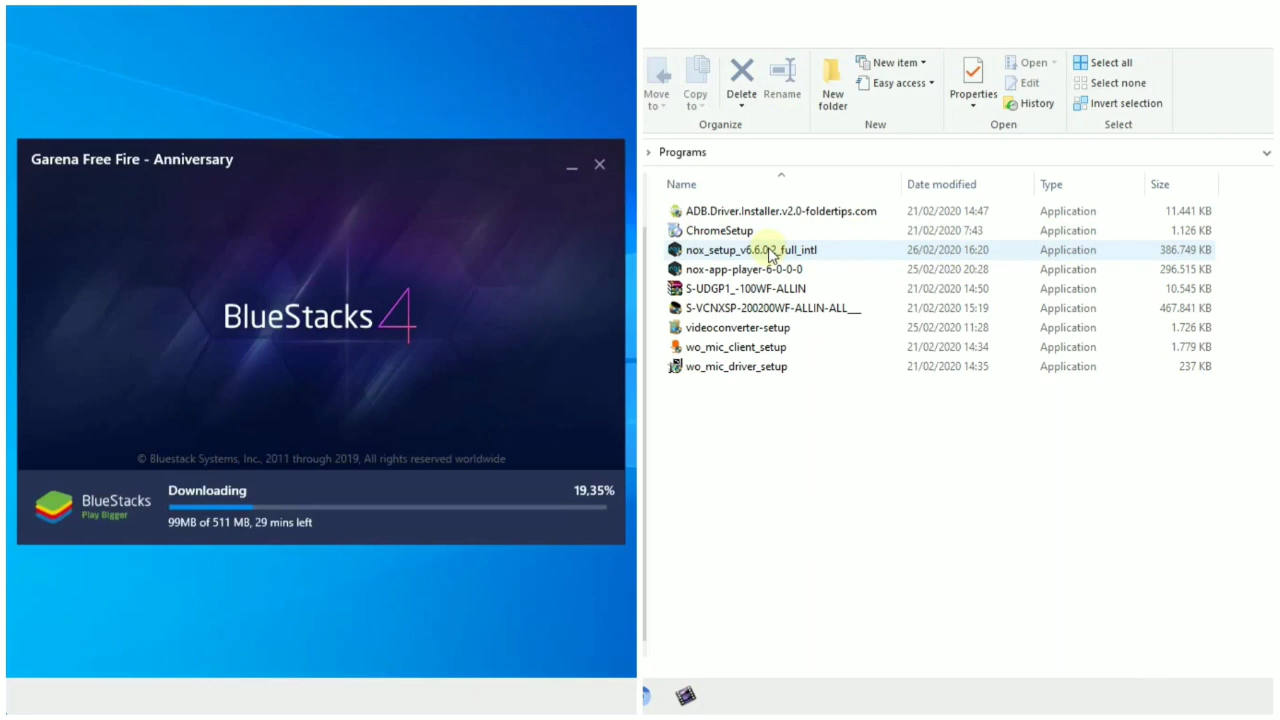 Garena Free Fire - Anniversary
BlueStacks 4
© Bluestack Systems, Inc., 2011 through 2019, All rights reserved worldwide
BlueStacks
Play Bigger
Downloading 19,35%
99MB of 511 MB, 29 mins left
Move to
Copy to
Delete
Rename
Organize
New folder
New item
Easy access
New
Properties
Open
Edit
History
Open
Select all
Select none
Invert selection
Select
Programs
Name Date modified Type Size
ADB.Driver.Installer.v2.0-foldertips.com 21/02/2020 14:47 Application 11.441 KB
ChromeSetup 21/02/2020 7:43 Application 1.126 KB
nox_setup_v6.6.0.2_full_intl 26/02/2020 16:20 Application 386.749 KB
nox-app-player-6-0-0-0 25/02/2020 20:28 Application 296.515 KB
S-UDGP1_-100WF-ALLIN 21/02/2020 14:50 Application 10.545 KB
S-VCNXSP-200200WF-ALLIN-ALL__ 21/02/2020 15:19 Application 467.841 KB
videoconverter-setup 25/02/2020 11:28 Application 1.726 KB
wo_mic_client_setup 21/02/2020 14:34 Application 1.779 KB
wo_mic_driver_setup 21/02/2020 14:35 Application 237 KB